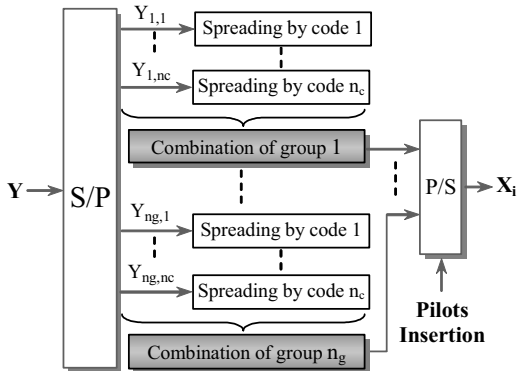 Y1,1
Spreading by code 1
Y1,nc
Spreading by code nc
Combination of group 1
Y
S/P
P/S
Xi
Yng,1
Spreading by code 1
Yng,nc
Spreading by code nc
Pilots
Insertion
Combination of group ng